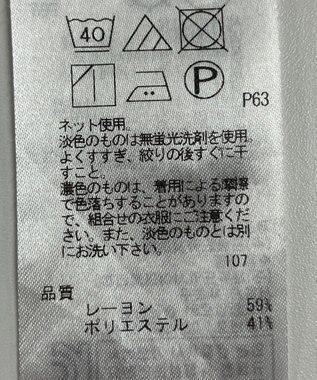 40
P
P63
ネット使用。
淡色のものは無蛍光洗剤を使用。
よくすすぎ、絞りの後すぐに干
すこと。
濃色のものは、着用による摩擦
で色落ちすることがありますの
で、組合せの衣服にご注意くださ
い。また、淡色のものとは別
にお洗い下さい。
107
品質
レーヨン 59%
ポリエステル 41%